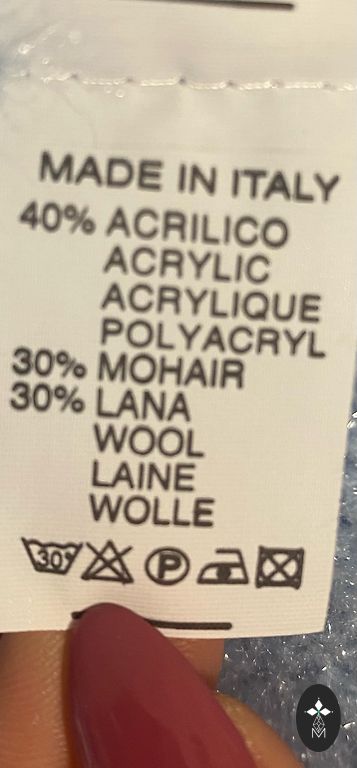 MADE IN ITALY
40% ACRILICO
ACRYLIC
ACRYLIQUE
POLYACRYL
30% MOHAIR
30% LANA
WOOL
LAINE
WOLLE
30° P
M